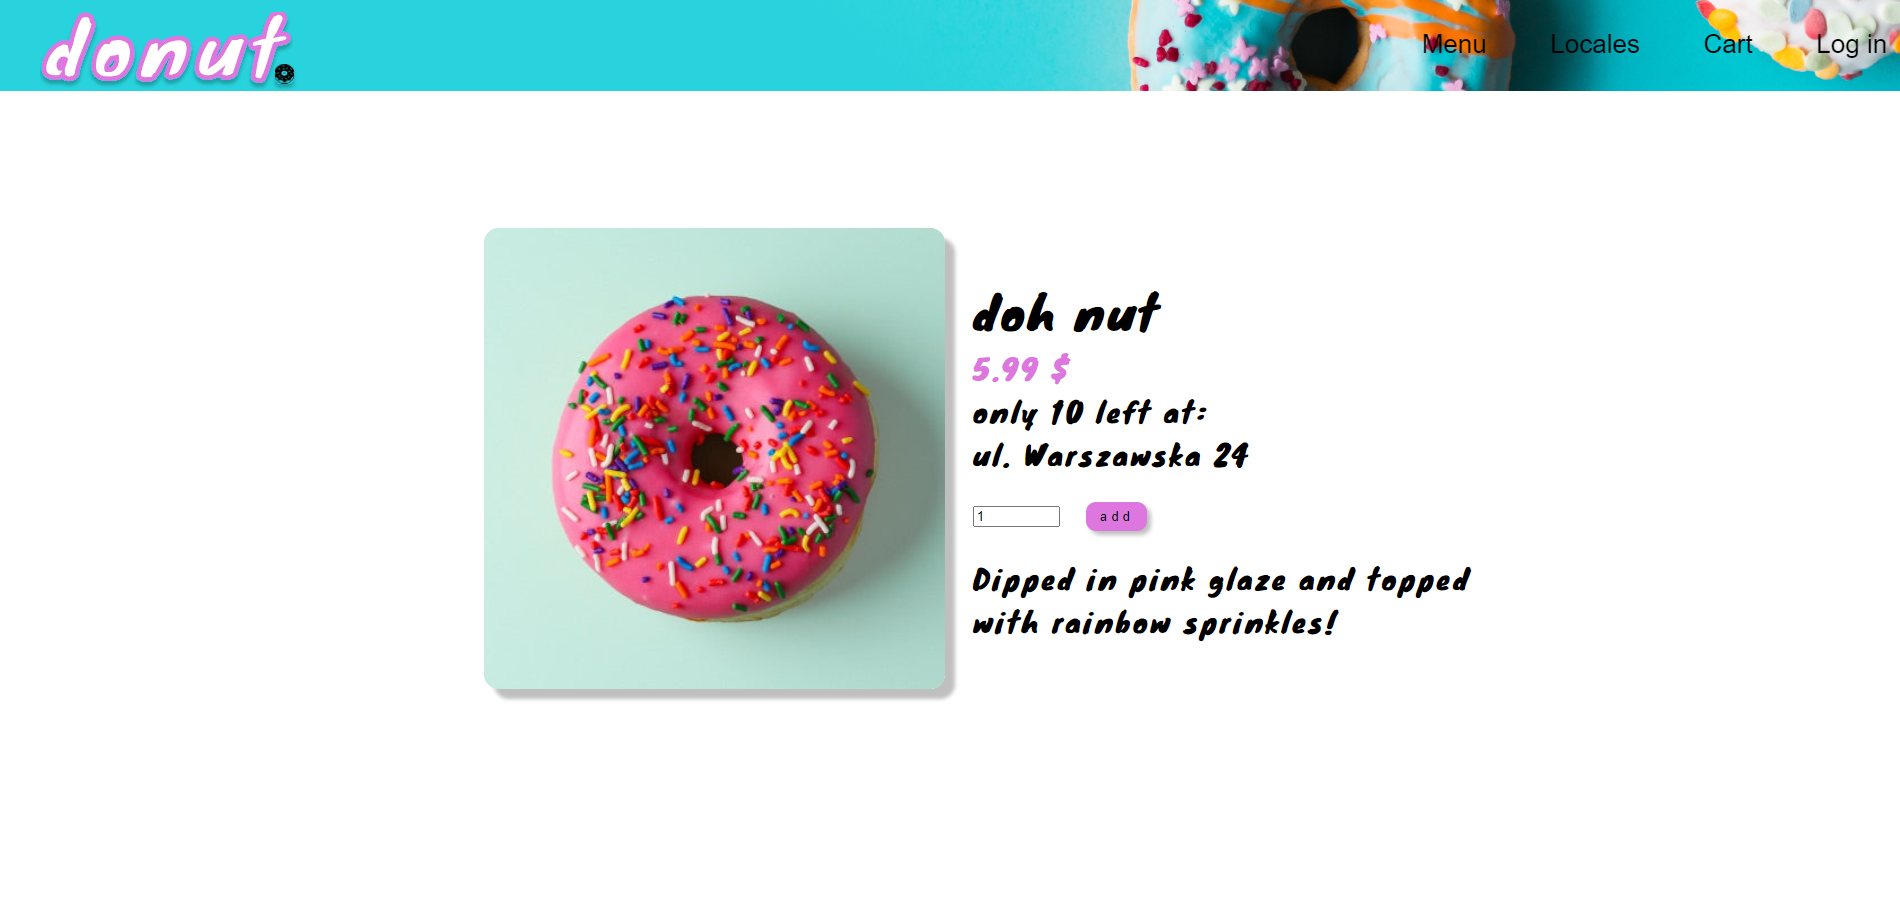 donut.
Menu Locales Cart Log in
doh nut
5.99 $
only 10 left at:
ul. Warszawska 24
1 add
Dipped in pink glaze and topped
with rainbow sprinkles!